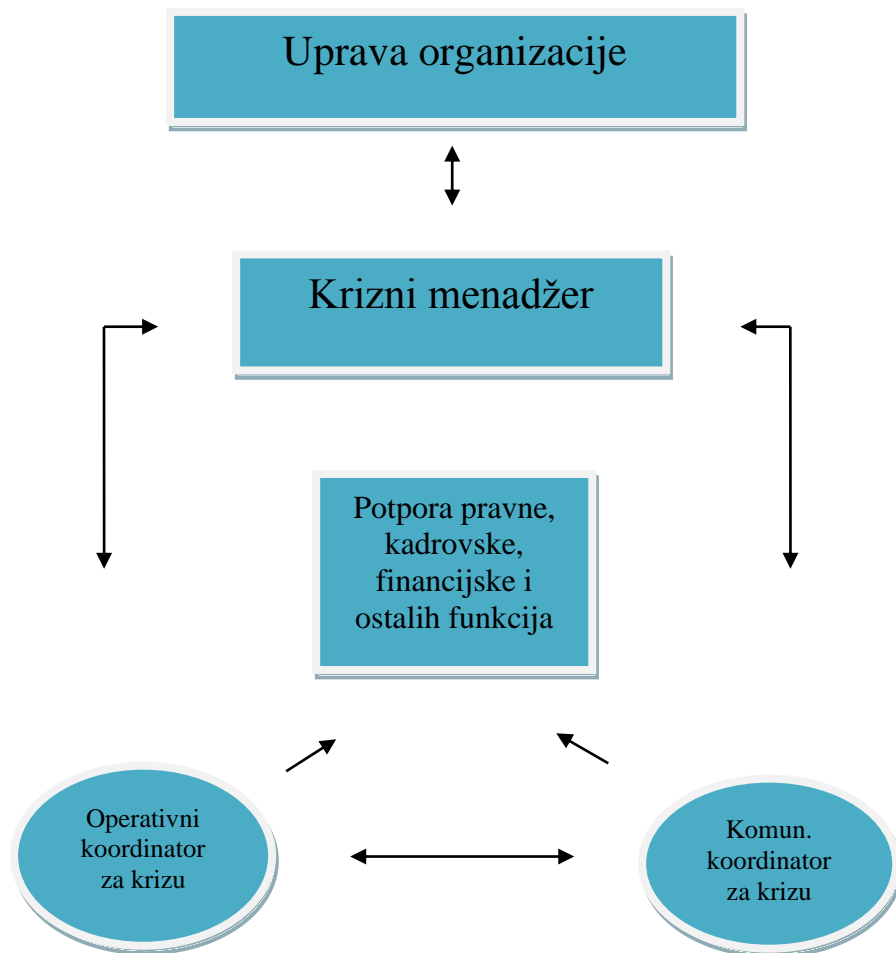 Uprava organizacije
Krizni menadžer
Potpora pravne,
kadrovske,
financijske i
ostalih funkcija
Operativni
koordinator
za krizu
Komun.
koordinator
za krizu